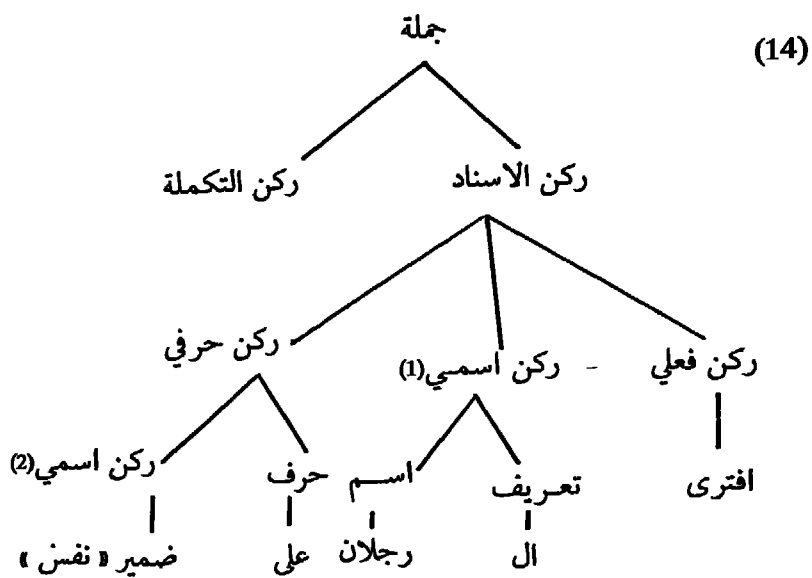 (14)
جملة
ركن الاسناد ركن التكملة
ركن فعلي – ركن اسمي(1) ركن حرفي
افترى تعريف اسم حرف ركن اسمي(2)
ال رجلان على ضمير « نفس »